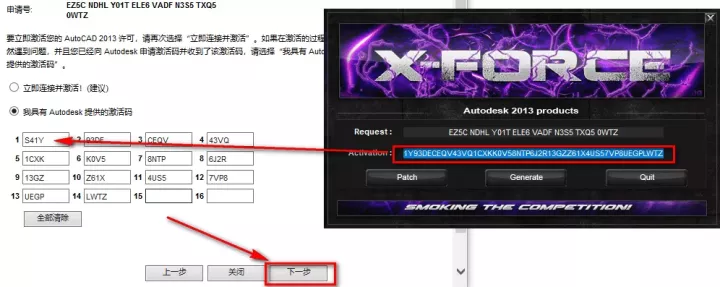 申请号: EZ5C NDHL Y01T ELE6 VADF N3S5 TXQ5
0WTZ
要立即激活您的 AutoCAD 2013 许可，请再次选择“立即连接并激活”。如果在激活的过程
然遇到问题，并且您已经向 Autodesk 申请激活码并收到了该激活码，请选择“我具有 Auto
提供的激活码”。
立即连接并激活! (建议)
我具有 Autodesk 提供的激活码
1 S41Y 2 93DE 3 CEQV 4 43VQ
5 1CXK 6 K0V5 7 8NTP 8 6J2R
9 13GZ 10 Z61X 11 4US5 12 7VP8
13 UEGP 14 LWTZ 15 16
全部清除
上一步 关闭 下一步
X-FORCE
Autodesk 2013 products
Request : EZ5C NDHL Y01T ELE6 VADF N3S5 TXQ5 0WTZ
Activation : 1Y93DECEQV43VQ1CXKK0V58NTP6J2R13GZZ61X4US57VP8UEGPLWTZ
Patch Generate Quit
SMOKING THE COMPETITION!